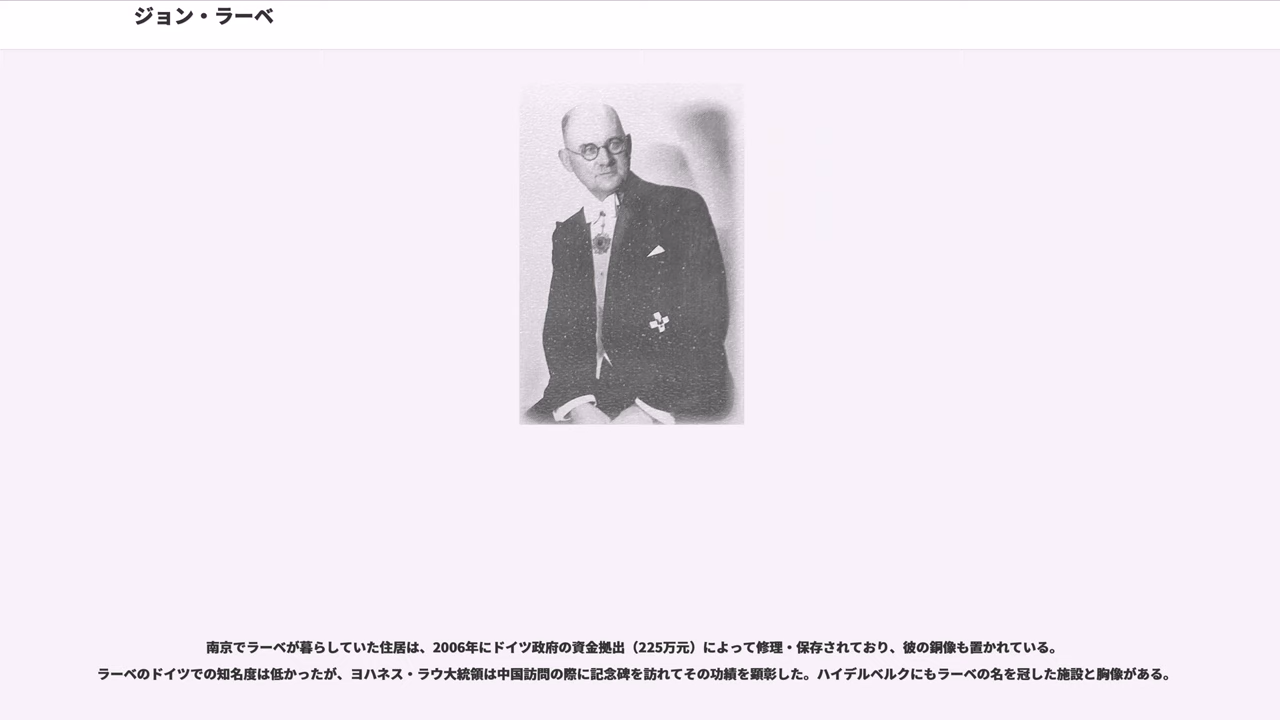 ジョン・ラーベ
南京でラーベが暮らしていた住居は、2006年にドイツ政府の資金拠出（225万元）によって修理・保存されており、彼の銅像も置かれている。
ラーベのドイツでの知名度は低かったが、ヨハネス・ラウ大統領は中国訪問の際に記念碑を訪れてその功績を顕彰した。ハイデルベルクにもラーベの名を冠した施設と胸像がある。